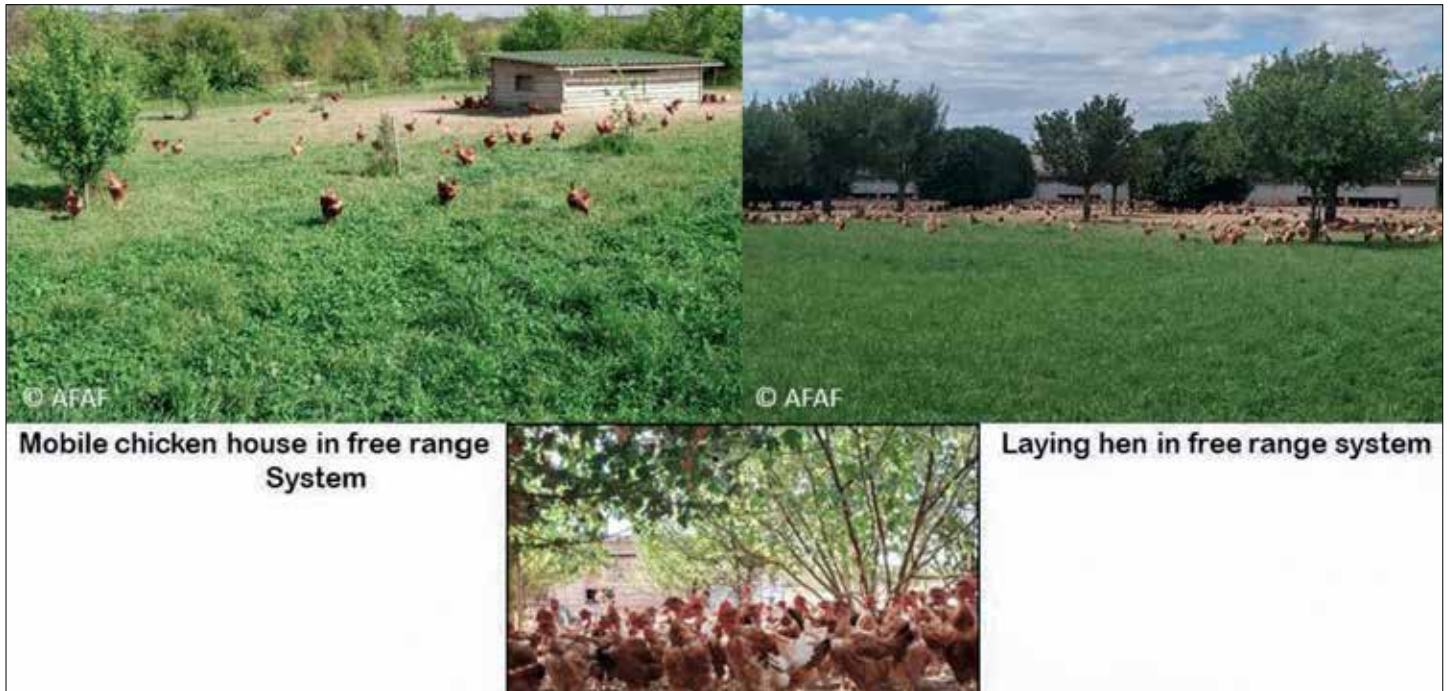 © AFAF
© AFAF
Mobile chicken house in free range
System
Laying hen in free range system